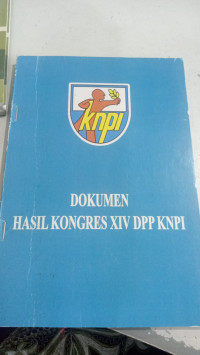 knpi
DOKUMEN
HASIL KONGRES XIV DPP KNPI